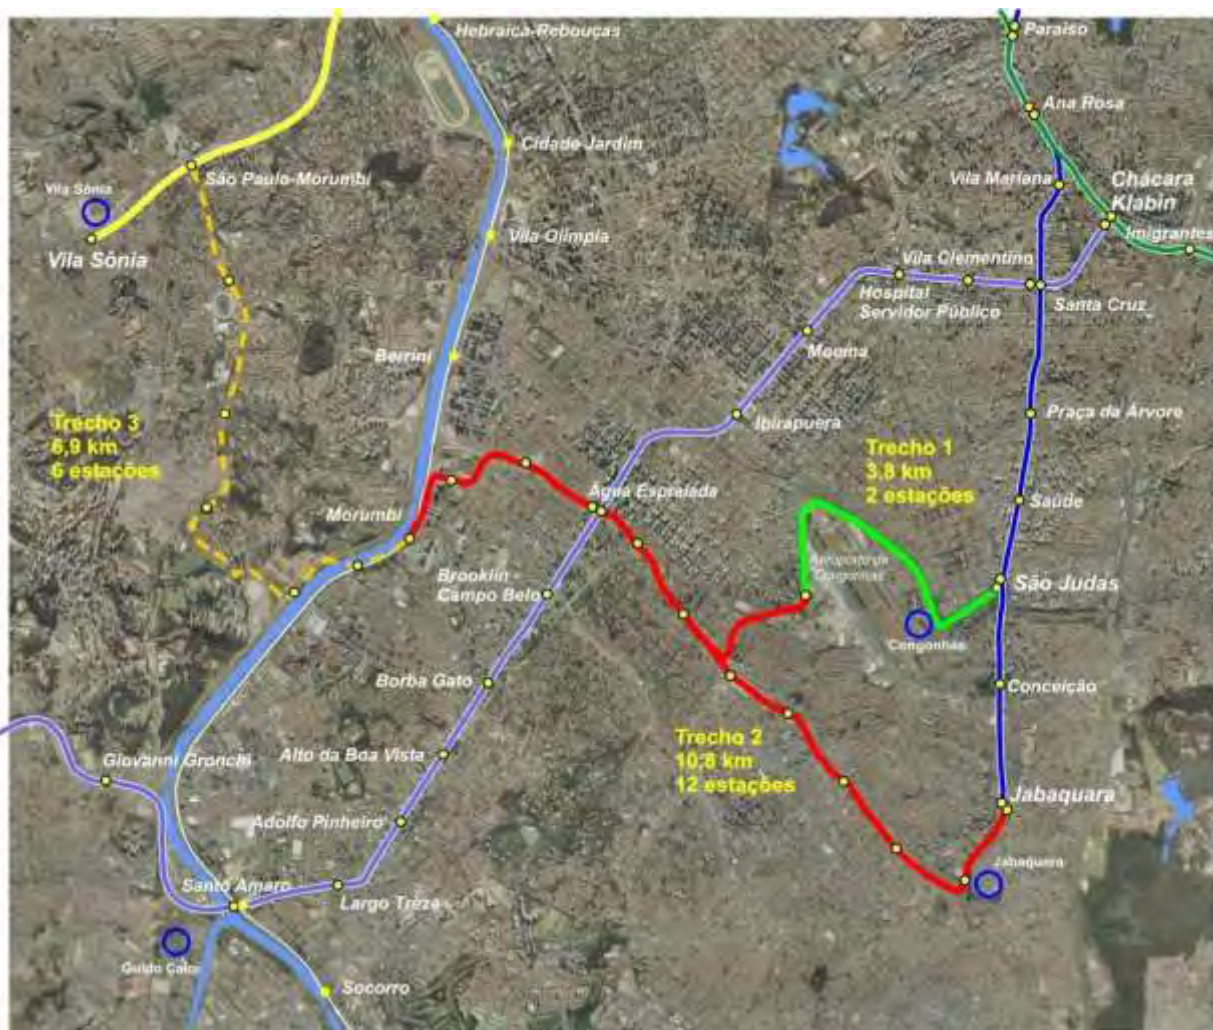 Hebraica-Rebouças
Paraíso
Ana Rosa
Cidade Jardim
São Paulo-Morumbi
Vila Mariana
Chácara
Klabin
Vila Sônia
Vila Sônia
Vila Olímpia
Imigrantes
Vila Clementino
Hospital
Servidor Público
Santa Cruz
Berrini
Moema
Ibirapuera
Praça da Árvore
Trecho 3
6,9 km
6 estações
Trecho 1
3,8 km
2 estações
Água Espraiada
Saúde
Morumbi
Aeroporto de
Congonhas
São Judas
Brooklin -
Campo Belo
Congonhas
Borba Gato
Conceição
Trecho 2
10,8 km
12 estações
Giovanni Gronchi
Alto da Boa Vista
Jabaquara
Adolfo Pinheiro
Jabaquara
Santo Amaro
Largo Treze
Guido Caloi
Socorro